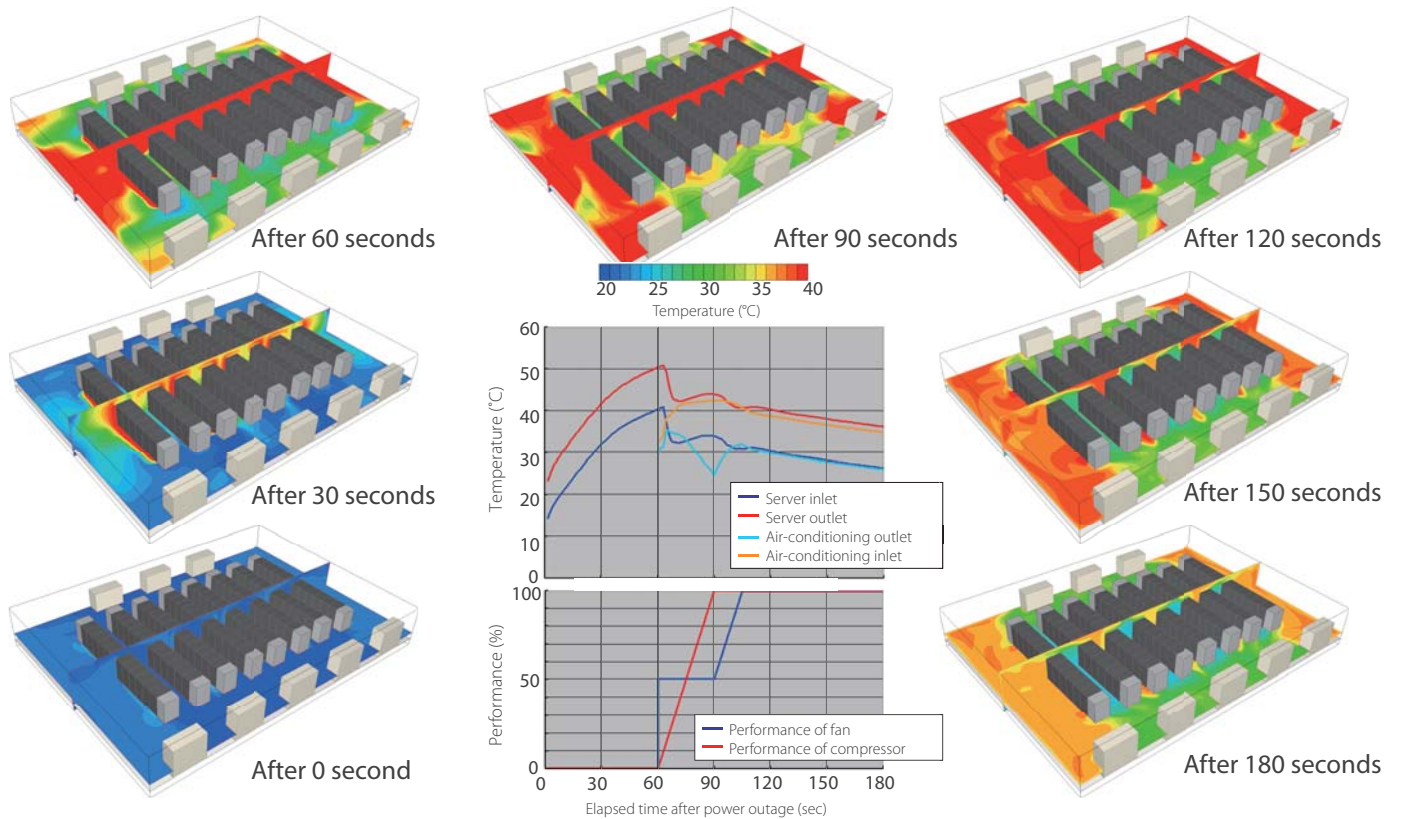 After 60 seconds
After 90 seconds
After 120 seconds
20 25 30 35 40
Temperature (°C)
After 30 seconds
After 150 seconds
After 0 second
After 180 seconds
Temperature (°C)
60
50
40
30
20
10
0
Server inlet
Server outlet
Air-conditioning outlet
Air-conditioning inlet
Performance (%)
100
50
0
Performance of fan
Performance of compressor
0 30 60 90 120 150 180
Elapsed time after power outage (sec)